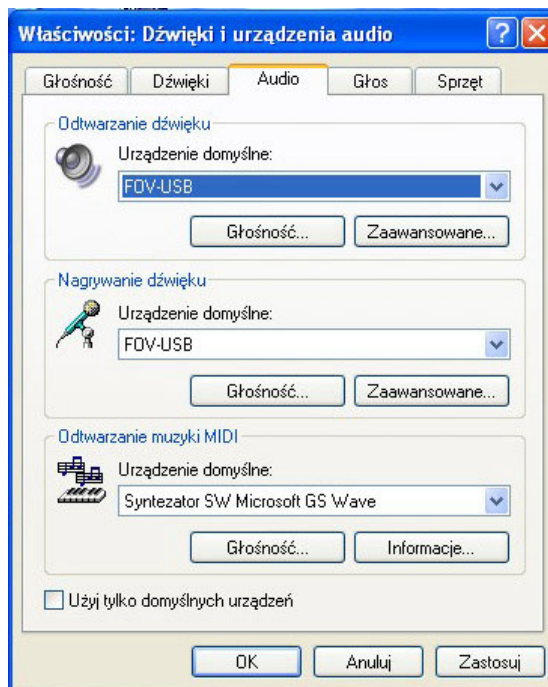 Właściwości: Dźwięki i urządzenia audio
Głośność Dźwięki Audio Głos Sprzęt
Odtwarzanie dźwięku
Urządzenie domyślne:
FOV-USB
Głośność... Zaawansowane...
Nagrywanie dźwięku
Urządzenie domyślne:
FOV-USB
Głośność... Zaawansowane...
Odtwarzanie muzyki MIDI
Urządzenie domyślne:
Syntezator SW Microsoft GS Wave
Głośność... Informacje...
Użyj tylko domyślnych urządzeń
OK Anuluj Zastosuj